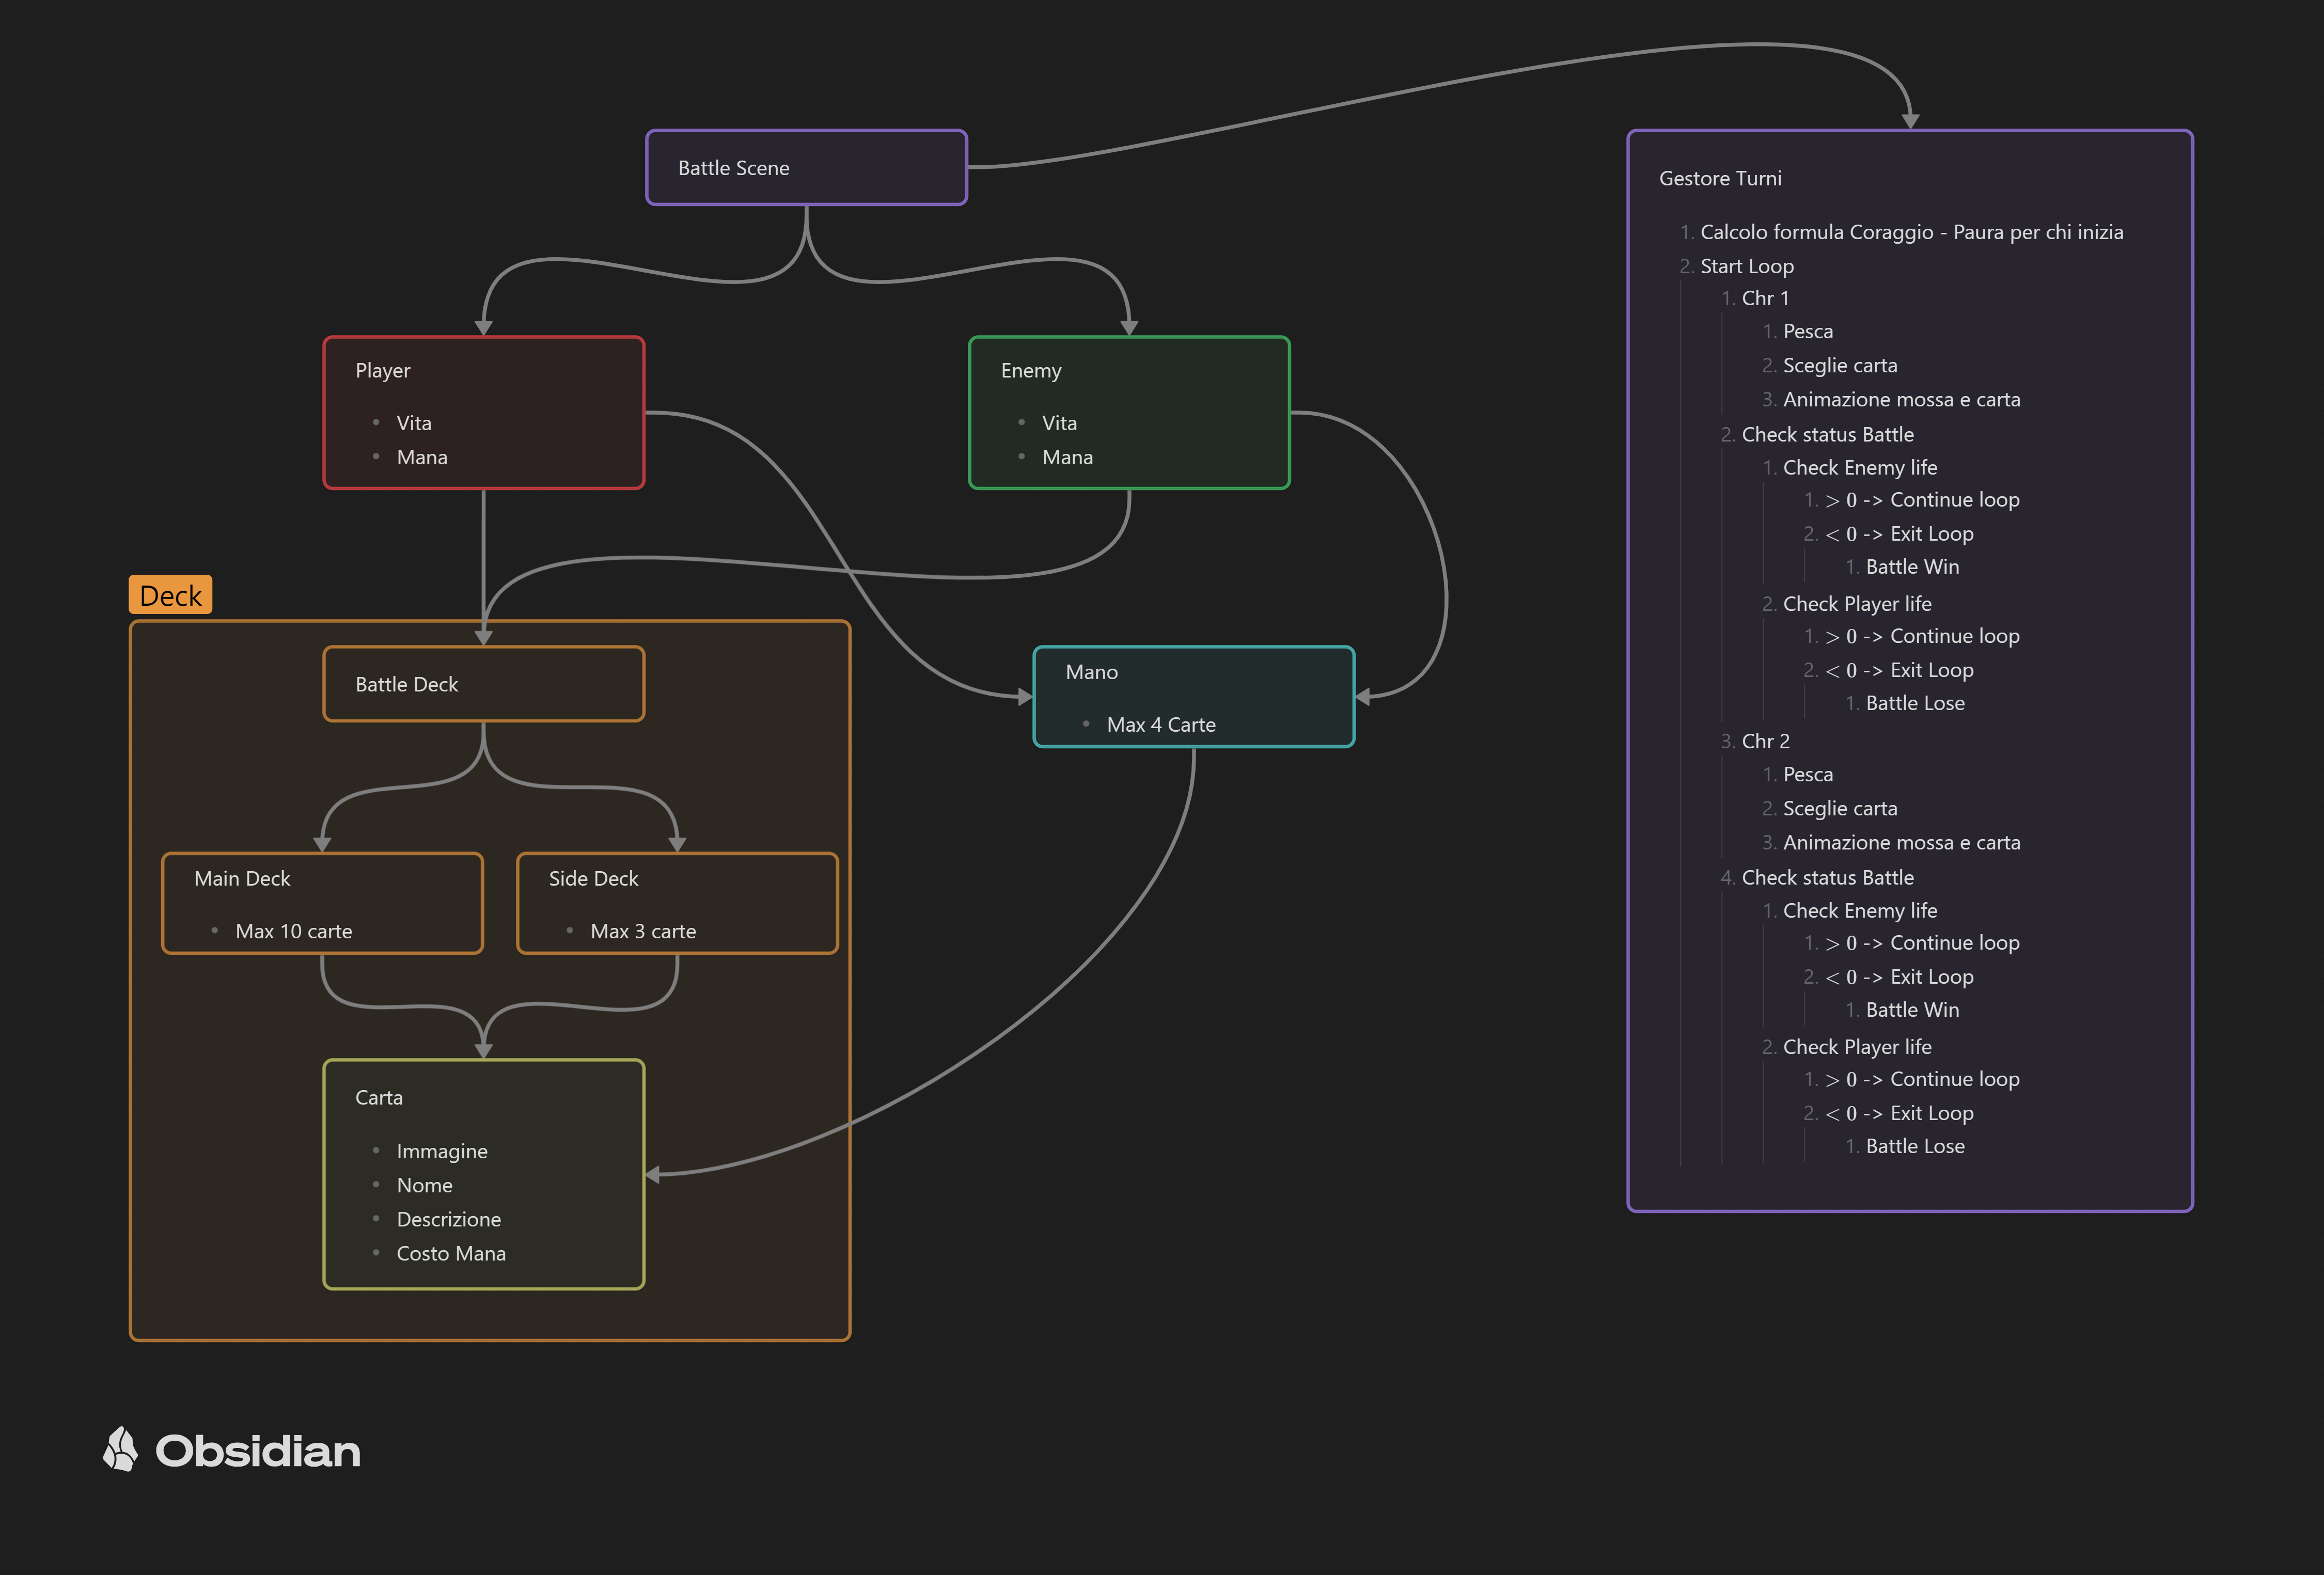 Battle Scene
Player
• Vita
• Mana
Enemy
• Vita
• Mana
Deck
Battle Deck
Mano
• Max 4 Carte
Main Deck
• Max 10 carte
Side Deck
• Max 3 carte
Carta
• Immagine
• Nome
• Descrizione
• Costo Mana
Gestore Turni
1. Calcolo formula Coraggio - Paura per chi inizia
2. Start Loop
1. Chr 1
1. Pesca
2. Sceglie carta
3. Animazione mossa e carta
2. Check status Battle
1. Check Enemy life
1. > 0 -> Continue loop
2. < 0 -> Exit Loop
1. Battle Win
2. Check Player life
1. > 0 -> Continue loop
2. < 0 -> Exit Loop
1. Battle Lose
3. Chr 2
1. Pesca
2. Sceglie carta
3. Animazione mossa e carta
4. Check status Battle
1. Check Enemy life
1. > 0 -> Continue loop
2. < 0 -> Exit Loop
1. Battle Win
2. Check Player life
1. > 0 -> Continue loop
2. < 0 -> Exit Loop
1. Battle Lose
Obsidian